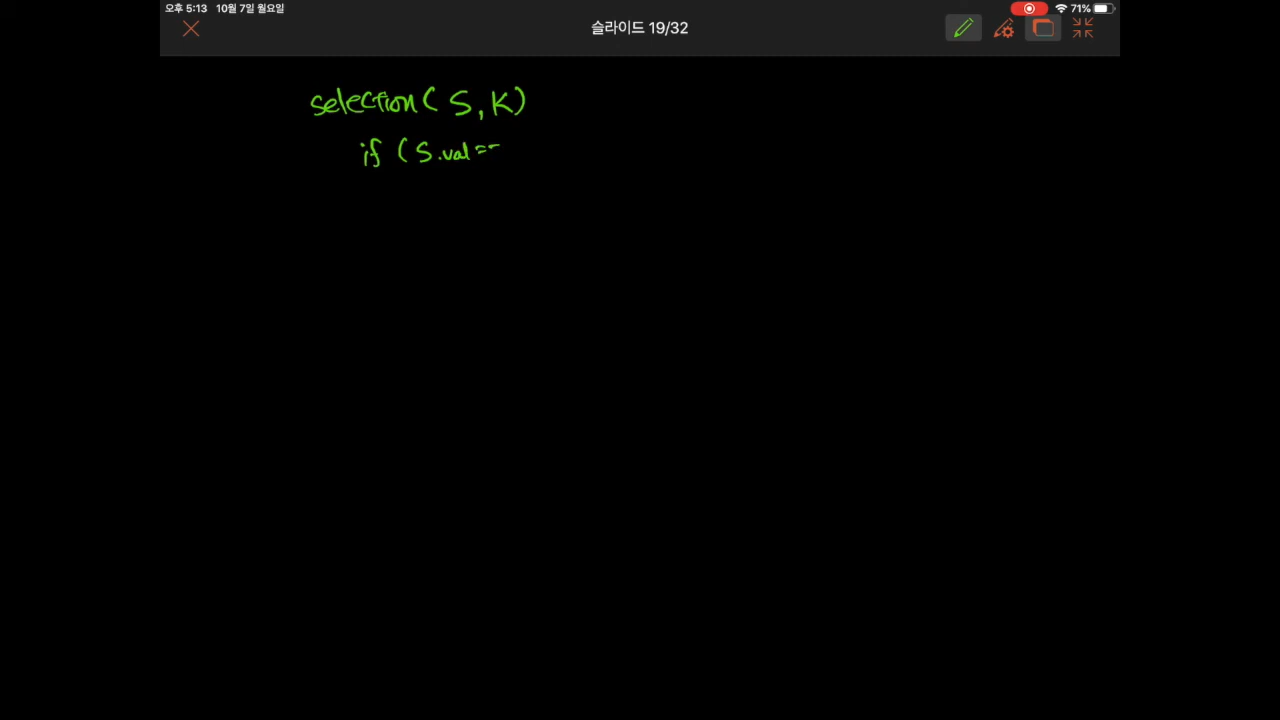 오후 5:13 10월 7일 월요일
71%
슬라이드 19/32
selection( S, K)
if ( S.val ==